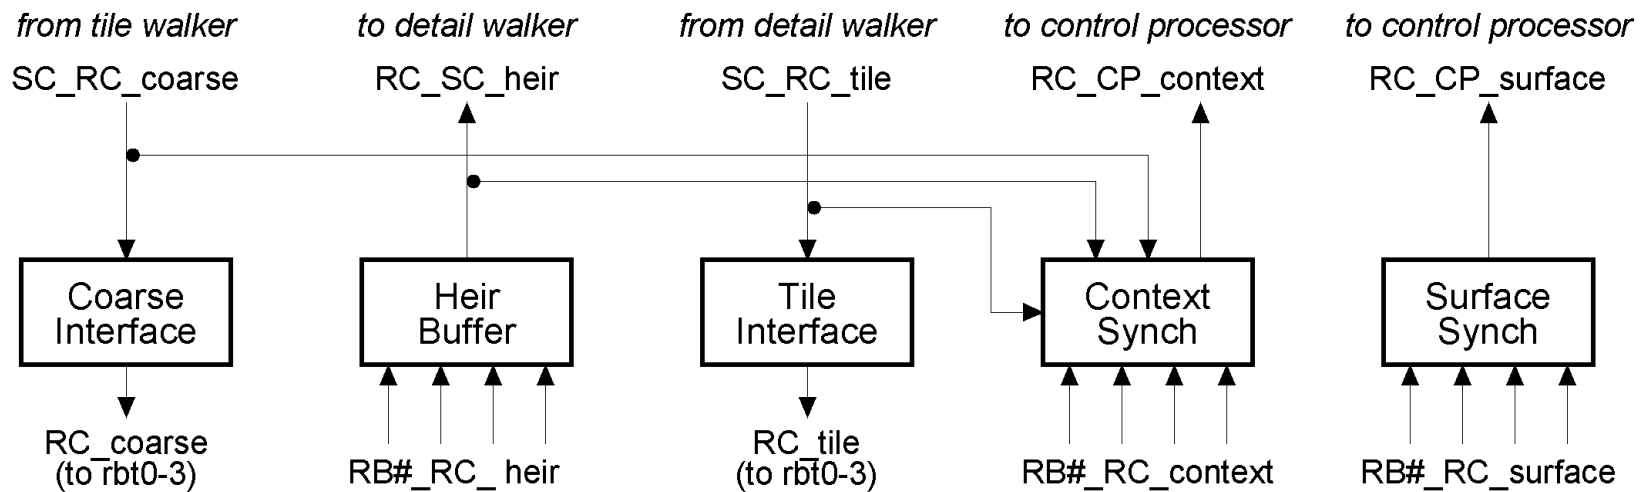 from tile walker
to detail walker
from detail walker
to control processor
to control processor
SC_RC_coarse
RC_SC_heir
SC_RC_tile
RC_CP_context
RC_CP_surface
Coarse
Interface
Heir
Buffer
Tile
Interface
Context
Synch
Surface
Synch
RC_coarse
(to rbt0-3)
RB#_RC_ heir
RC_tile
(to rbt0-3)
RB#_RC_context
RB#_RC_surface